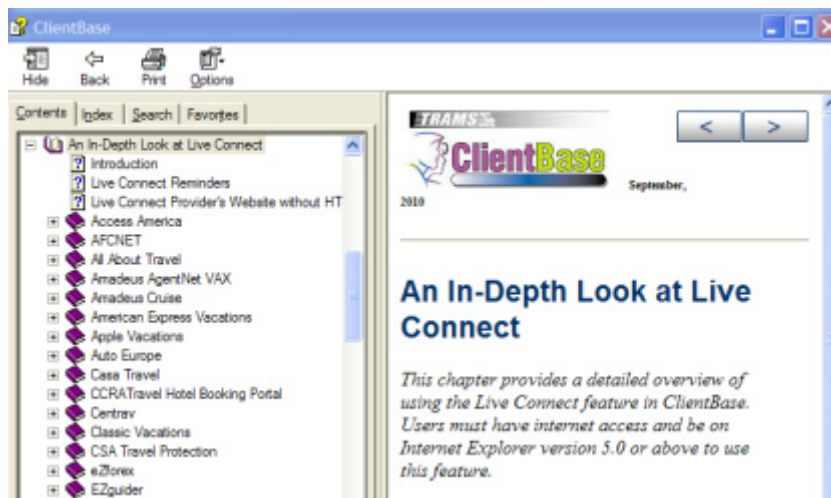 ClientBase
Hide Back Print Options
Contents Index Search Favorites
An In-Depth Look at Live Connect
Introduction
Live Connect Reminders
Live Connect Provider's Website without HT
Access America
AFCNET
All About Travel
Amadeus AgentNet VAX
Amadeus Cruise
American Express Vacations
Apple Vacations
Auto Europe
Casa Travel
CCRATravel Hotel Booking Portal
Centrav
Classic Vacations
CSA Travel Protection
eZforex
EZguider
TRAMS
ClientBase
< >
September,
2010
An In-Depth Look at Live
Connect
This chapter provides a detailed overview of
using the Live Connect feature in ClientBase.
Users must have internet access and be on
Internet Explorer version 5.0 or above to use
this feature.